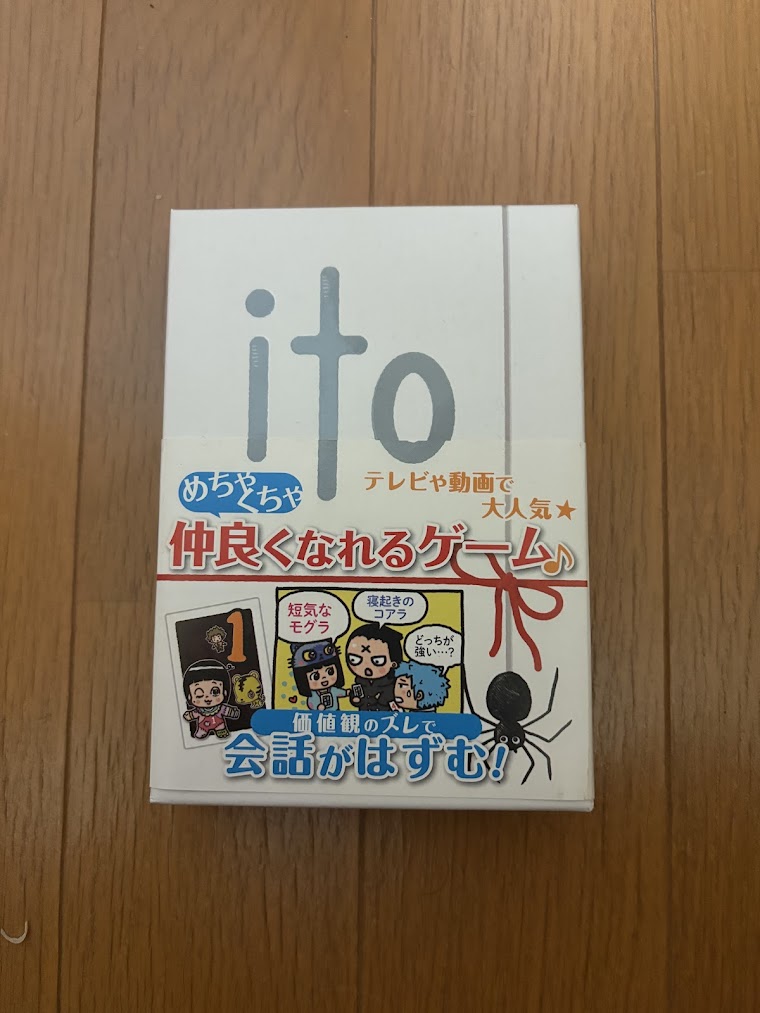 ito
めちゃくちゃ
テレビや動画で
大人気★
仲良くなれるゲーム♪
1
短気な
モグラ
寝起きの
コアラ
どっちが
強い…?
価値観のズレで
会話がはずむ!